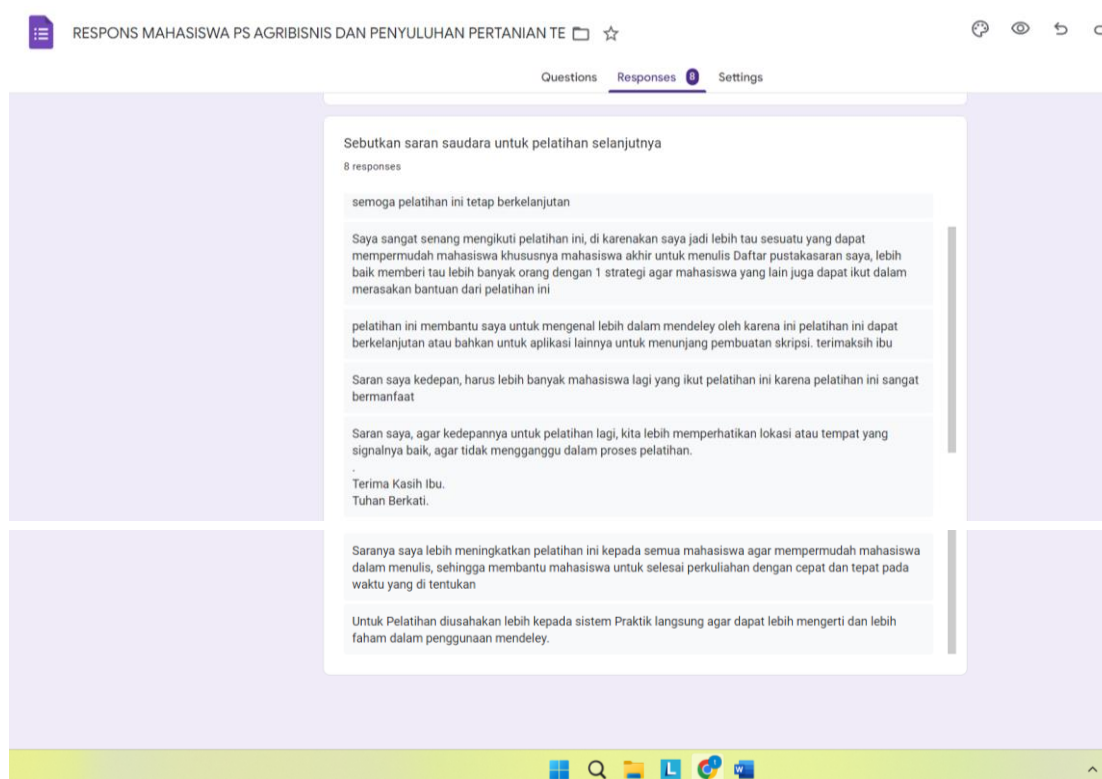 RESPONS MAHASISWA PS AGRIBISNIS DAN PENYULUHAN PERTANIAN TE
Questions Responses 8 Settings
Sebutkan saran saudara untuk pelatihan selanjutnya
8 responses
semoga pelatihan ini tetap berkelanjutan
Saya sangat senang mengikuti pelatihan ini, di karenakan saya jadi lebih tau sesuatu yang dapat
mempermudah mahasiswa khususnya mahasiswa akhir untuk menulis Daftar pustakasaran saya, lebih
baik memberi tau lebih banyak orang dengan 1 strategi agar mahasiswa yang lain juga dapat ikut dalam
merasakan bantuan dari pelatihan ini
pelatihan ini membantu saya untuk mengenal lebih dalam mendeley oleh karena ini pelatihan ini dapat
berkelanjutan atau bahkan untuk aplikasi lainnya untuk menunjang pembuatan skripsi. terimaksih ibu
Saran saya kedepan, harus lebih banyak mahasiswa lagi yang ikut pelatihan ini karena pelatihan ini sangat
bermanfaat
Saran saya, agar kedepannya untuk pelatihan lagi, kita lebih memperhatikan lokasi atau tempat yang
signalnya baik, agar tidak mengganggu dalam proses pelatihan.
.
Terima Kasih Ibu.
Tuhan Berkati.
Saranya saya lebih meningkatkan pelatihan ini kepada semua mahasiswa agar mempermudah mahasiswa
dalam menulis, sehingga membantu mahasiswa untuk selesai perkuliahan dengan cepat dan tepat pada
waktu yang di tentukan
Untuk Pelatihan diusahakan lebih kepada sistem Praktik langsung agar dapat lebih mengerti dan lebih
faham dalam penggunaan mendeley.